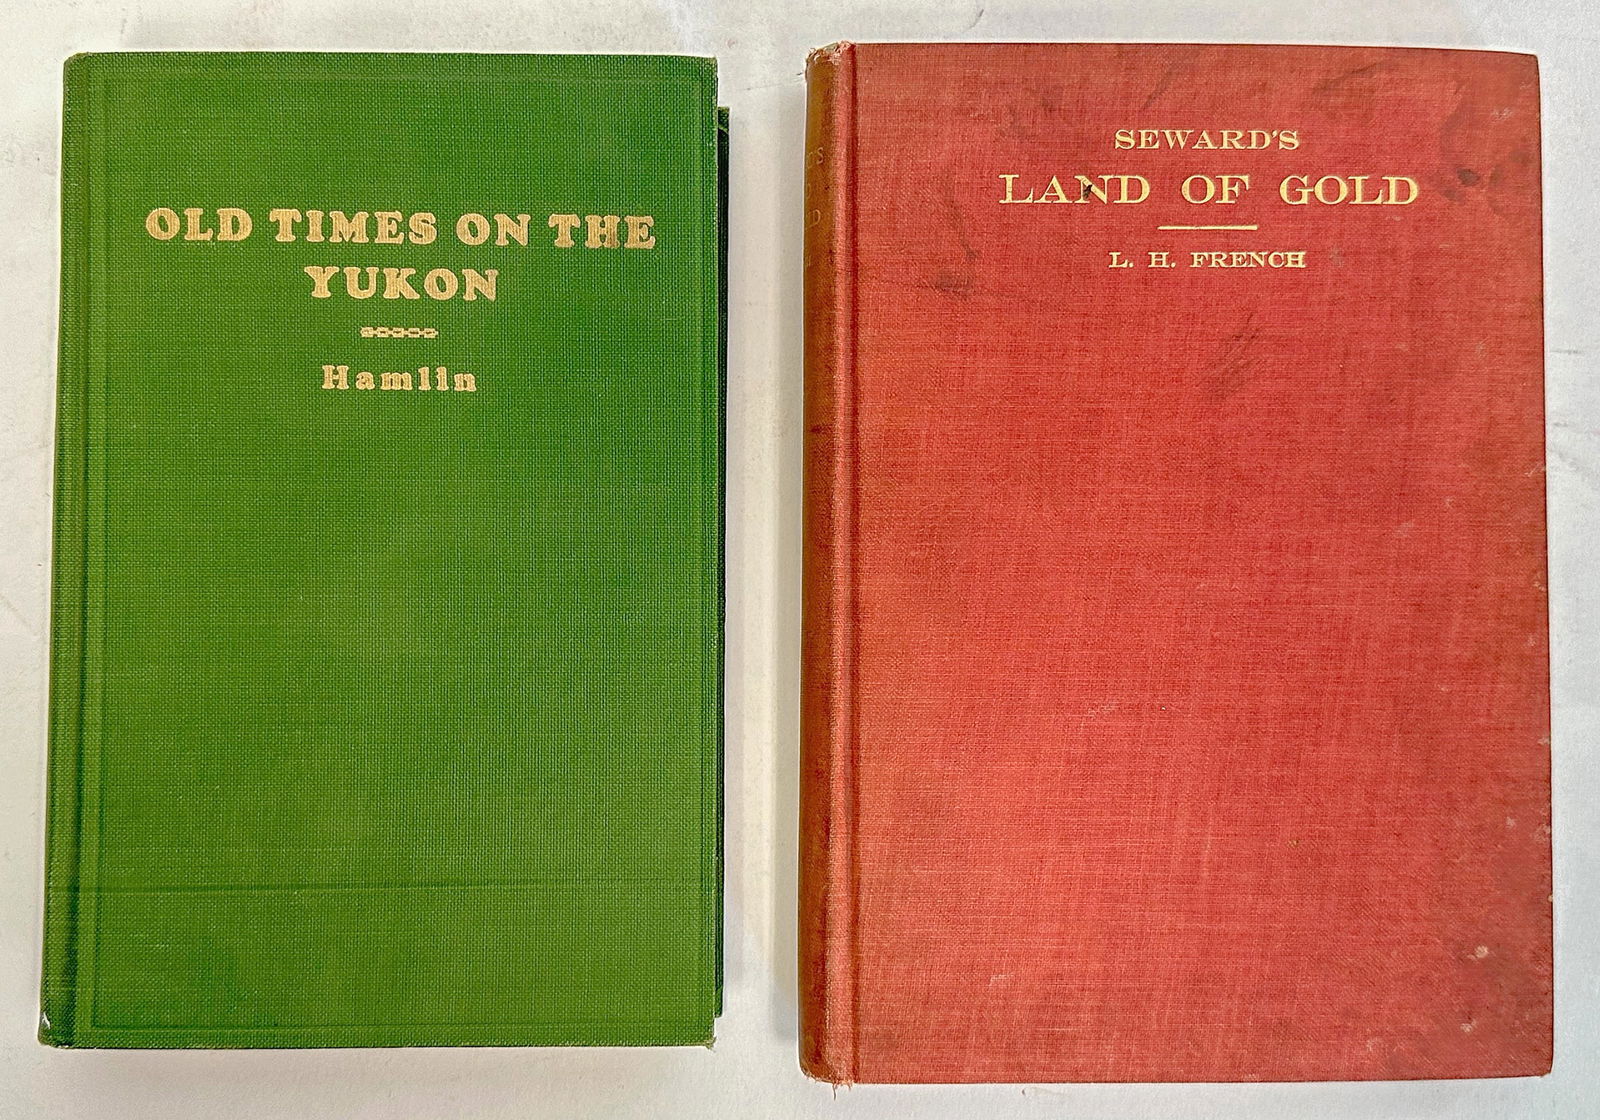 OLD TIMES ON THE
YUKON
Hamlin
SEWARD'S
LAND OF GOLD
L. H. FRENCH